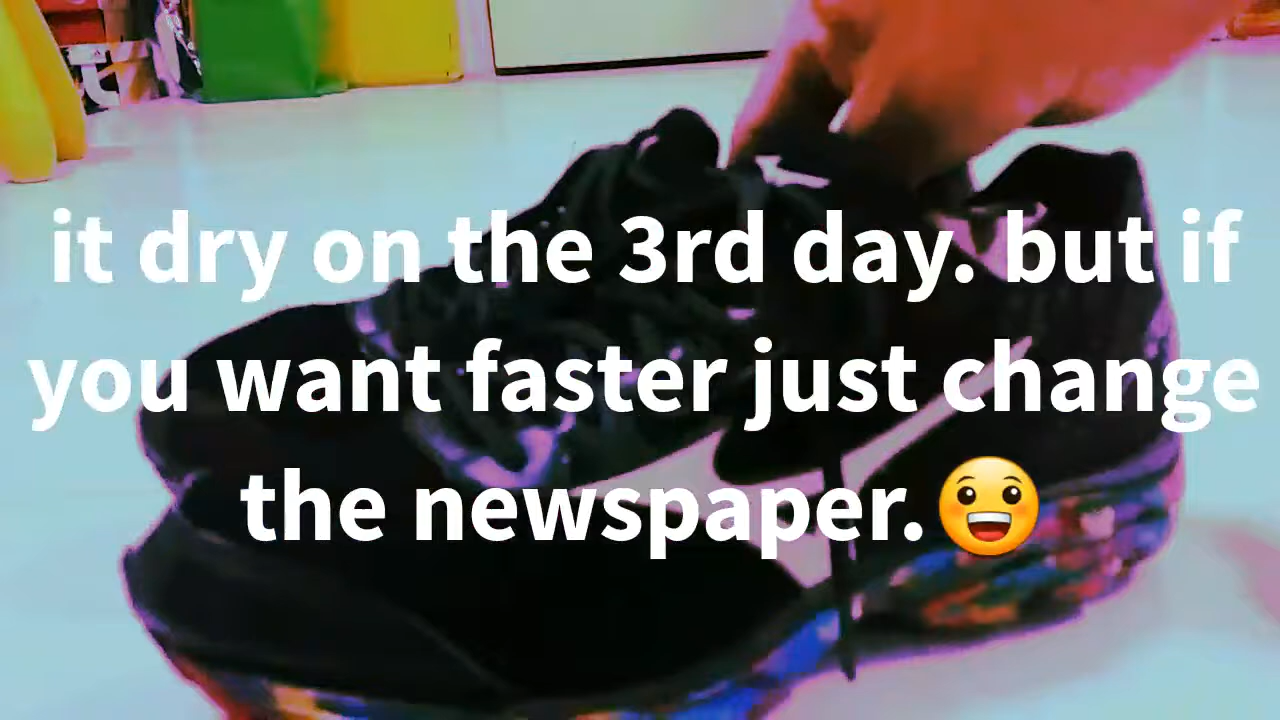 it dry on the 3rd day. but if
you want faster just change
the newspaper.😀